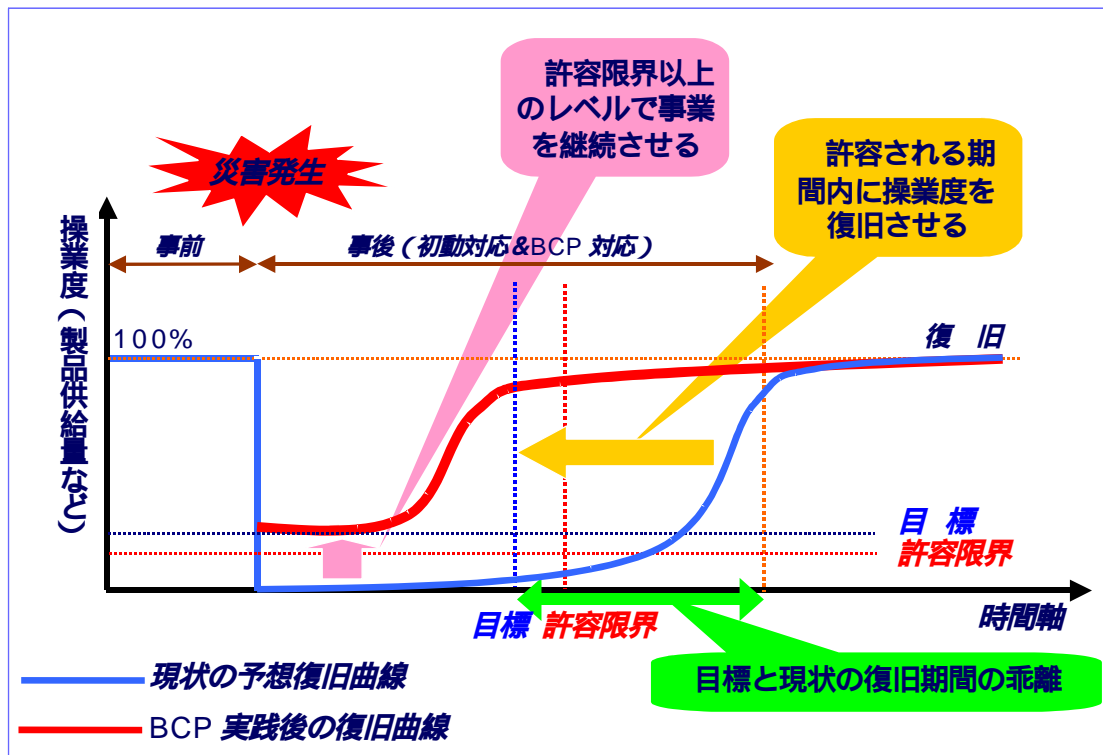 許容限界以上
のレベルで事業
を継続させる
災害発生
許容される期
間内に操業度を
復旧させる
操業度(製品供給量など)
事前
事後(初動対応&BCP 対応)
100%
復 旧
目 標
許容限界
目標 許容限界
時間軸
目標と現状の復旧期間の乖離
現状の予想復旧曲線
BCP 実践後の復旧曲線